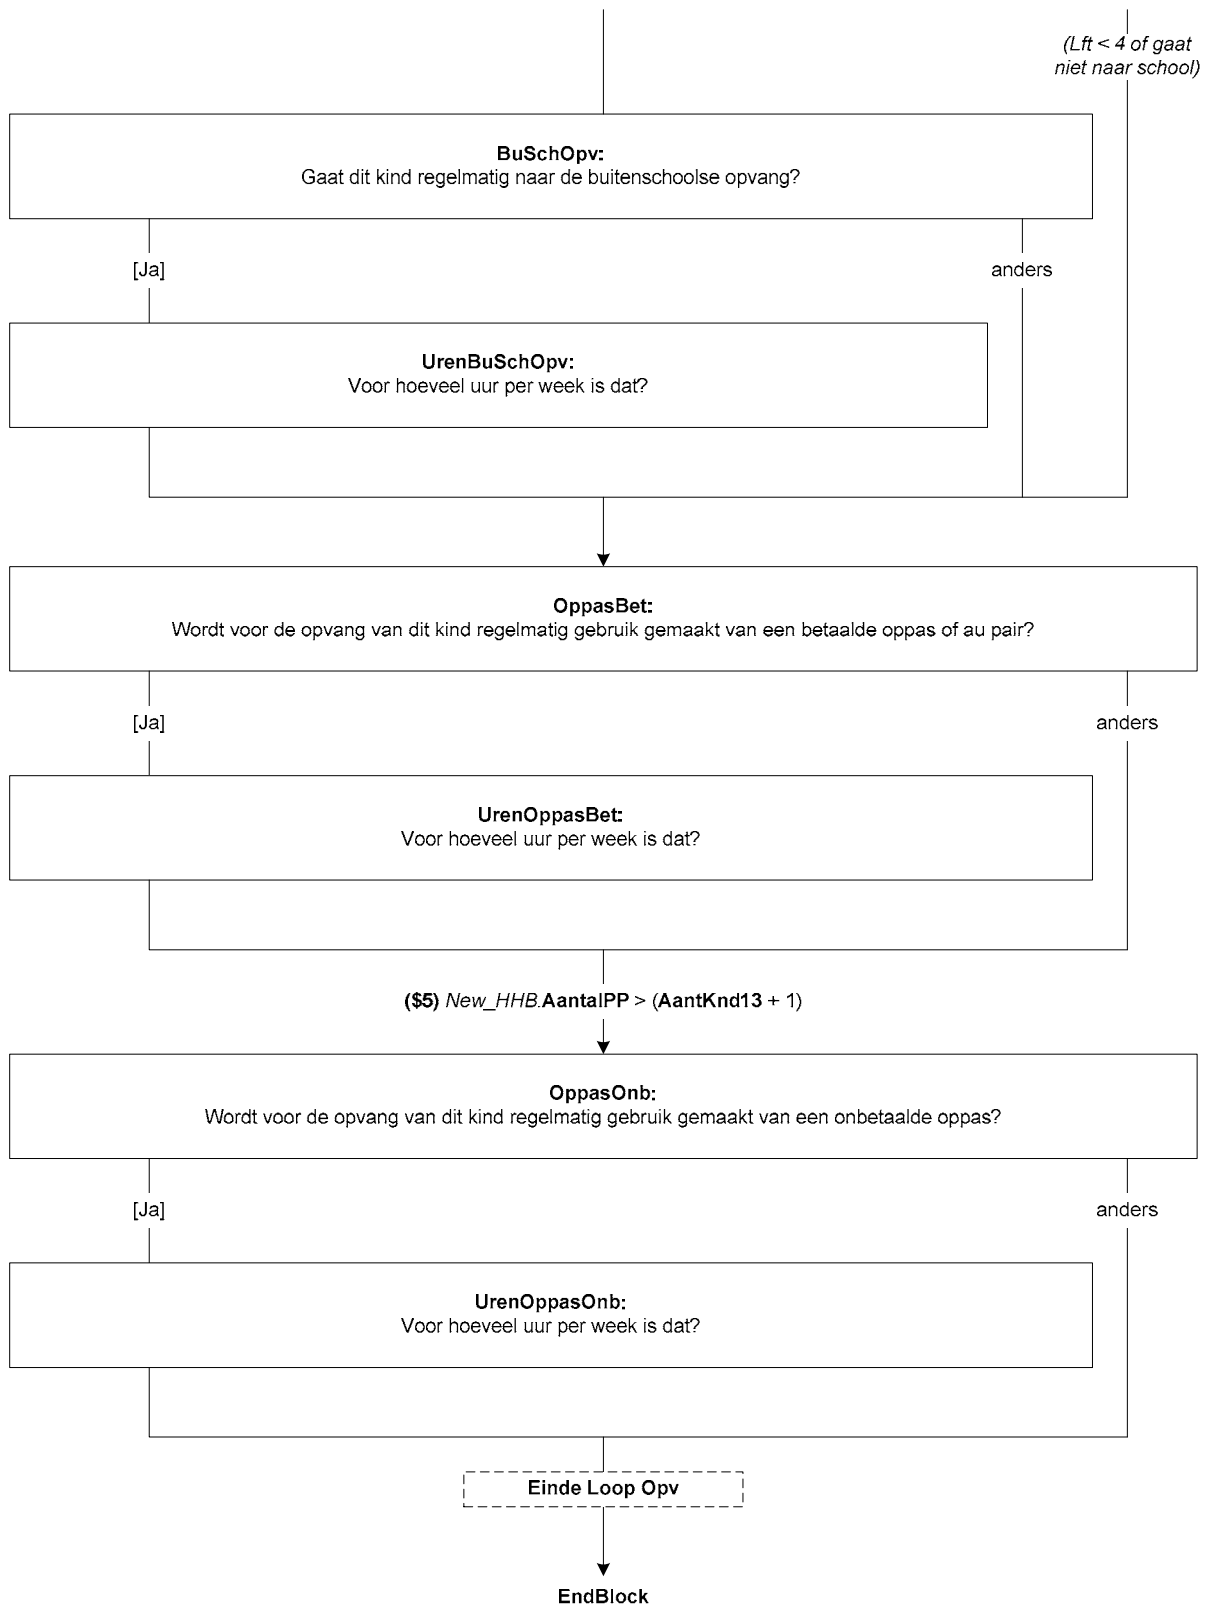 (Lft < 4 of gaat
niet naar school)
BuSchOpv:
Gaat dit kind regelmatig naar de buitenschoolse opvang?
[Ja]
anders
UrenBuSchOpv:
Voor hoeveel uur per week is dat?
OppasBet:
Wordt voor de opvang van dit kind regelmatig gebruik gemaakt van een betaalde oppas of au pair?
[Ja]
anders
UrenOppasBet:
Voor hoeveel uur per week is dat?
($5) New_HHB.AantalPP > (AantKnd13 + 1)
OppasOnb:
Wordt voor de opvang van dit kind regelmatig gebruik gemaakt van een onbetaalde oppas?
[Ja]
anders
UrenOppasOnb:
Voor hoeveel uur per week is dat?
Einde Loop Opv
EndBlock